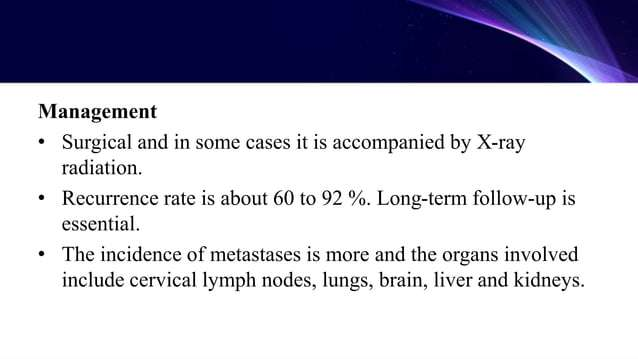 Management
• Surgical and in some cases it is accompanied by X-ray
radiation.
• Recurrence rate is about 60 to 92 %. Long-term follow-up is
essential.
• The incidence of metastases is more and the organs involved
include cervical lymph nodes, lungs, brain, liver and kidneys.